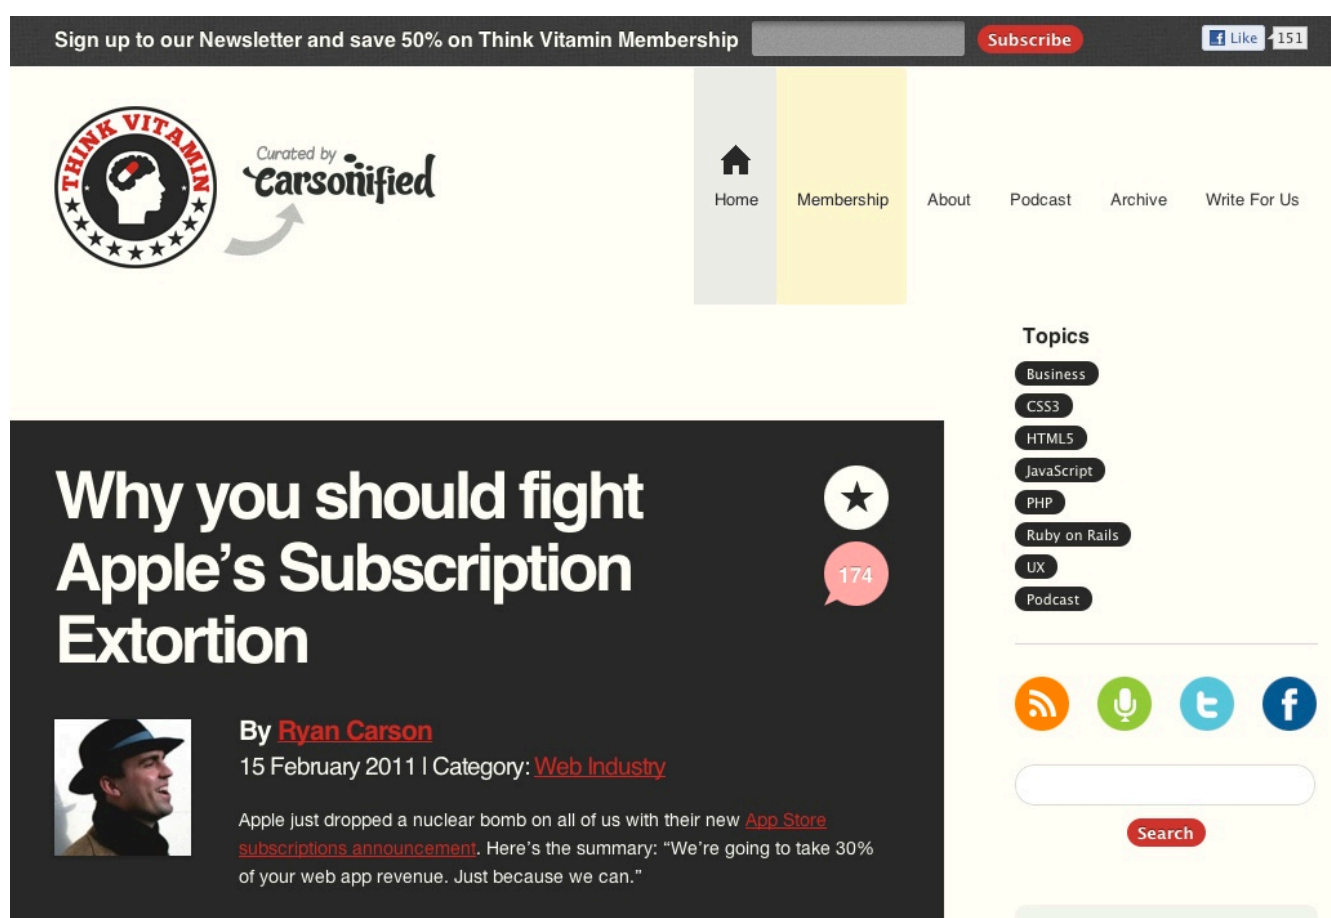 Sign up to our Newsletter and save 50% on Think Vitamin Membership
Subscribe
Like
151
THINK VITAMIN
Curated by
Carsonified
Home
Membership
About
Podcast
Archive
Write For Us
Topics
Business
CSS3
HTML5
JavaScript
PHP
Ruby on Rails
UX
Podcast
Why you should fight
Apple’s Subscription
Extortion
174
By Ryan Carson
15 February 2011 | Category: Web Industry
Apple just dropped a nuclear bomb on all of us with their new App Store
subscriptions announcement. Here’s the summary: “We’re going to take 30%
of your web app revenue. Just because we can.”
Search